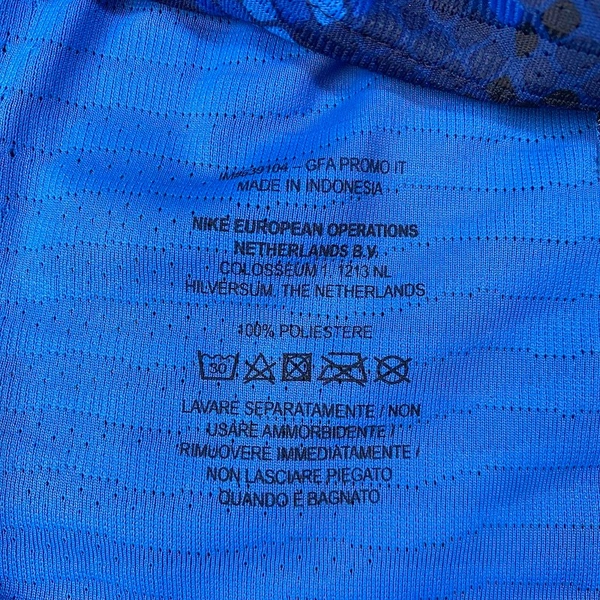 GFA PROMO IT
MADE IN INDONESIA
NIKE EUROPEAN OPERATIONS
NETHERLANDS B.V.
COLOSSEUM 1, 1213 NL
HILVERSUM, THE NETHERLANDS
100% POLIESTERE
30
LAVARE SEPARATAMENTE / NON
USARE AMMORBIDENTE /
RIMUOVERE IMMEDIATAMENTE /
NON LASCIARE PIEGATO
QUANDO È BAGNATO